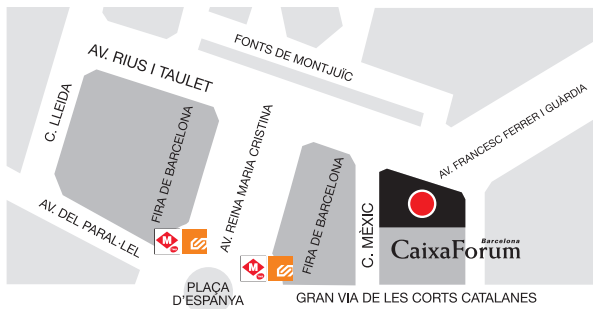 FONTS DE MONTJUÏC
AV. RIUS I TAULET
C. LLEIDA
AV. FRANCESC FERRER I GUÀRDIA
FIRA DE BARCELONA
AV. REINA MARIA CRISTINA
FIRA DE BARCELONA
C. MÈXIC
AV. DEL PARAL·LEL
Barcelona
CaixaForum
M
M
PLAÇA
D'ESPANYA
GRAN VIA DE LES CORTS CATALANES